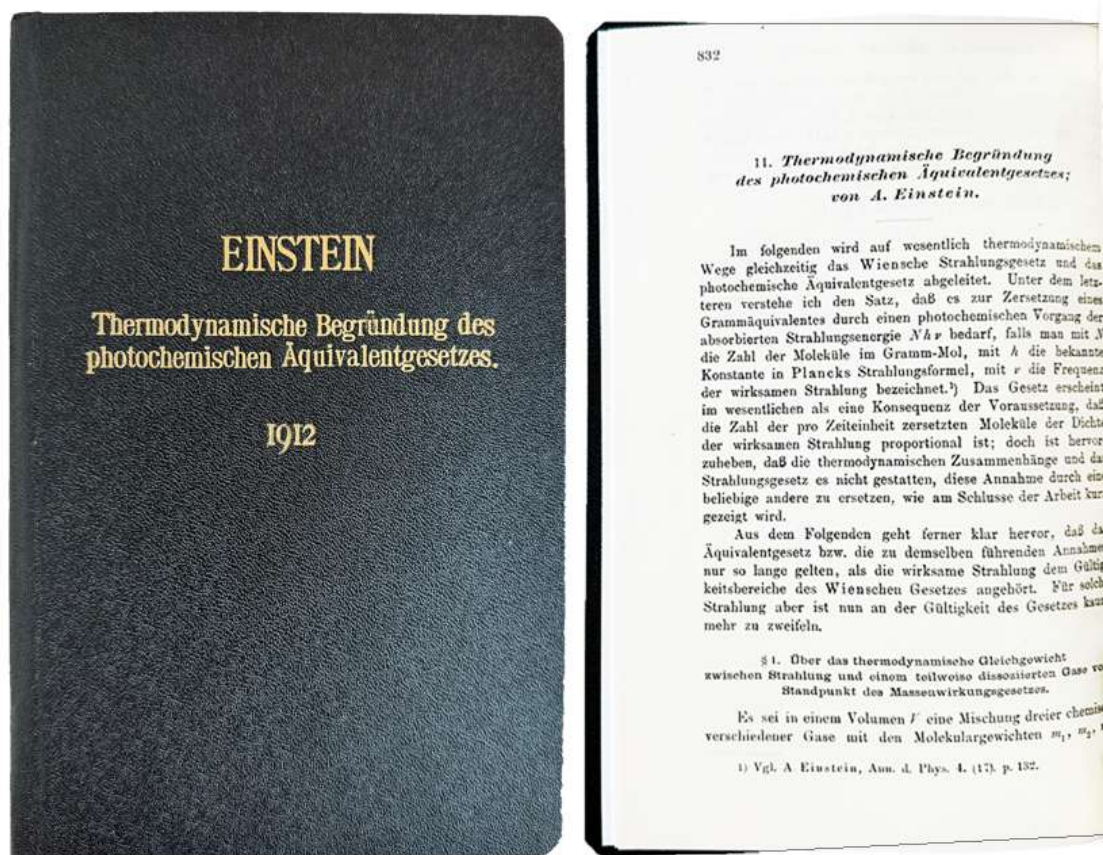 EINSTEIN
Thermodynamische Begründung des
photochemischen Äquivalentgesetzes.
1912
832
11. Thermodynamische Begründung
des photochemischen Äquivalentgesetzes;
von A. Einstein.
Im folgenden wird auf wesentlich thermodynamischem
Wege gleichzeitig das Wiensche Strahlungsgesetz und das
photochemische Äquivalentgesetz abgeleitet. Unter dem letz-
teren verstehe ich den Satz, daß es zur Zersetzung eines
Grammäquivalentes durch einen photochemischen Vorgang der
absorbierten Strahlungsenergie N h ν bedarf, falls man mit N
die Zahl der Moleküle im Gramm-Mol, mit h die bekannte
Konstante in Plancks Strahlungsformel, mit ν die Frequenz
der wirksamen Strahlung bezeichnet.¹) Das Gesetz erscheint
im wesentlichen als eine Konsequenz der Voraussetzung, daß
die Zahl der pro Zeiteinheit zersetzten Moleküle der Dichte
der wirksamen Strahlung proportional ist; doch ist hervor
zuheben, daß die thermodynamischen Zusammenhänge und da
Strahlungsgesetz es nicht gestatten, diese Annahme durch ein
beliebige andere zu ersetzen, wie am Schlusse der Arbeit kur
gezeigt wird.
Aus dem Folgenden geht ferner klar hervor, daß da
Äquivalentgesetz bzw. die zu demselben führenden Annahme
nur so lange gelten, als die wirksame Strahlung dem Gültig
keitsbereiche des Wienschen Gesetzes angehört. Für solch
Strahlung aber ist nun an der Gültigkeit des Gesetzes kaum
mehr zu zweifeln.
§ 1. Über das thermodynamische Gleichgewicht
zwischen Strahlung und einem teilweise dissoziierten Gase vo
Standpunkt des Massenwirkungsgesetzes.
Es sei in einem Volumen V eine Mischung dreier chemisc
verschiedener Gase mit den Molekulargewichten m₁, m₂,
1) Vgl. A. Einstein, Ann. d. Phys. 4. (17). p. 132.